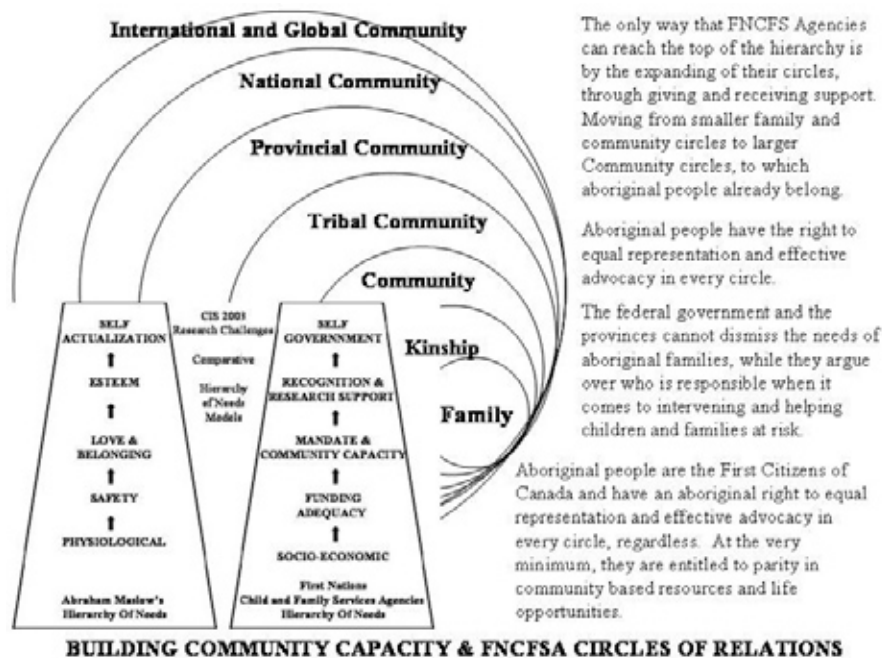 International and Global Community
National Community
Provincial Community
Tribal Community
Community
Kinship
Family
SELF
ACTUALIZATION
ESTEEM
LOVE &
BELONGING
SAFETY
PHYSIOLOGICAL
Abraham Maslow's
Hierarchy Of Needs
CIS 2003
Research Challenges
Comparative
Hierarchy
of Needs
Models
SELF
GOVERNMENT
RECOGNITION &
RESEARCH SUPPORT
MANDATE &
COMMUNITY CAPACITY
FUNDING
ADEQUACY
SOCIO-ECONOMIC
First Nations
Child and Family Services Agencies
Hierarchy Of Needs
The only way that FNCFS Agencies
can reach the top of the hierarchy is
by the expanding of their circles,
through giving and receiving support.
Moving from smaller family and
community circles to larger
Community circles, to which
aboriginal people already belong.
Aboriginal people have the right to
equal representation and effective
advocacy in every circle.
The federal government and the
provinces cannot dismiss the needs of
aboriginal families, while they argue
over who is responsible when it
comes to intervening and helping
children and families at risk.
Aboriginal people are the First Citizens of
Canada and have an aboriginal right to equal
representation and effective advocacy in
every circle, regardless. At the very
minimum, they are entitled to parity in
community based resources and life
opportunities.
BUILDING COMMUNITY CAPACITY & FNCFSA CIRCLES OF RELATIONS